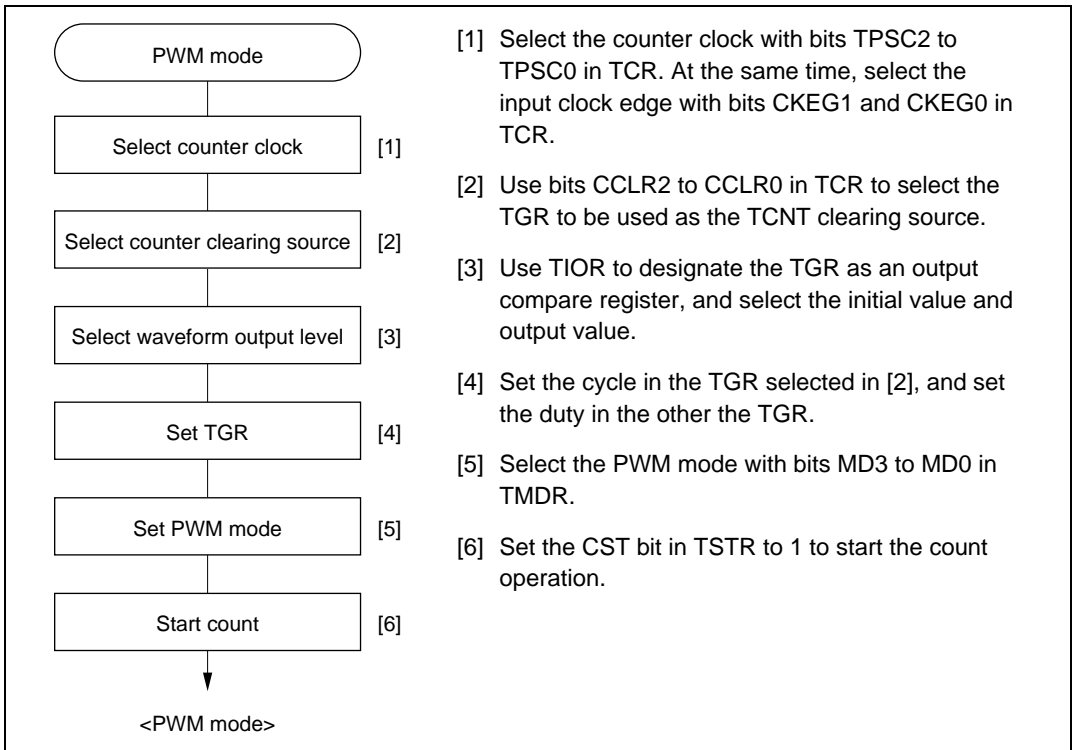 PWM mode
Select counter clock
[1]
Select counter clearing source
[2]
Select waveform output level
[3]
Set TGR
[4]
Set PWM mode
[5]
Start count
[6]
<PWM mode>
[1] Select the counter clock with bits TPSC2 to
TPSC0 in TCR. At the same time, select the
input clock edge with bits CKEG1 and CKEG0 in
TCR.
[2] Use bits CCLR2 to CCLR0 in TCR to select the
TGR to be used as the TCNT clearing source.
[3] Use TIOR to designate the TGR as an output
compare register, and select the initial value and
output value.
[4] Set the cycle in the TGR selected in [2], and set
the duty in the other the TGR.
[5] Select the PWM mode with bits MD3 to MD0 in
TMDR.
[6] Set the CST bit in TSTR to 1 to start the count
operation.